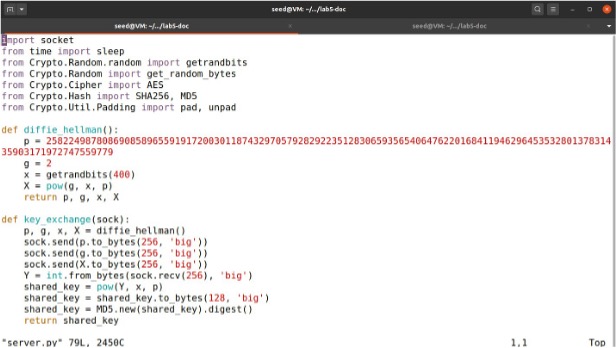 seed@VM: ~/.../lab5-doc
seed@VM: ~/.../lab5-doc
seed@VM: ~/.../lab5-doc
import socket
from time import sleep
from Crypto.Random.random import getrandbits
from Crypto.Random import get_random_bytes
from Crypto.Cipher import AES
from Crypto.Hash import SHA256, MD5
from Crypto.Util.Padding import pad, unpad
def diffie_hellman():
p = 25822498780869085896559191720030118743297057928292235128306593565406476220168411946296453532801378314
35903171972747559779
g = 2
x = getrandbits(400)
X = pow(g, x, p)
return p, g, x, X
def key_exchange(sock):
p, g, x, X = diffie_hellman()
sock.send(p.to_bytes(256, 'big'))
sock.send(g.to_bytes(256, 'big'))
sock.send(X.to_bytes(256, 'big'))
Y = int.from_bytes(sock.recv(256), 'big')
shared_key = pow(Y, x, p)
shared_key = shared_key.to_bytes(128, 'big')
shared_key = MD5.new(shared_key).digest()
return shared_key
"server.py" 79L, 2450C 1,1 Top